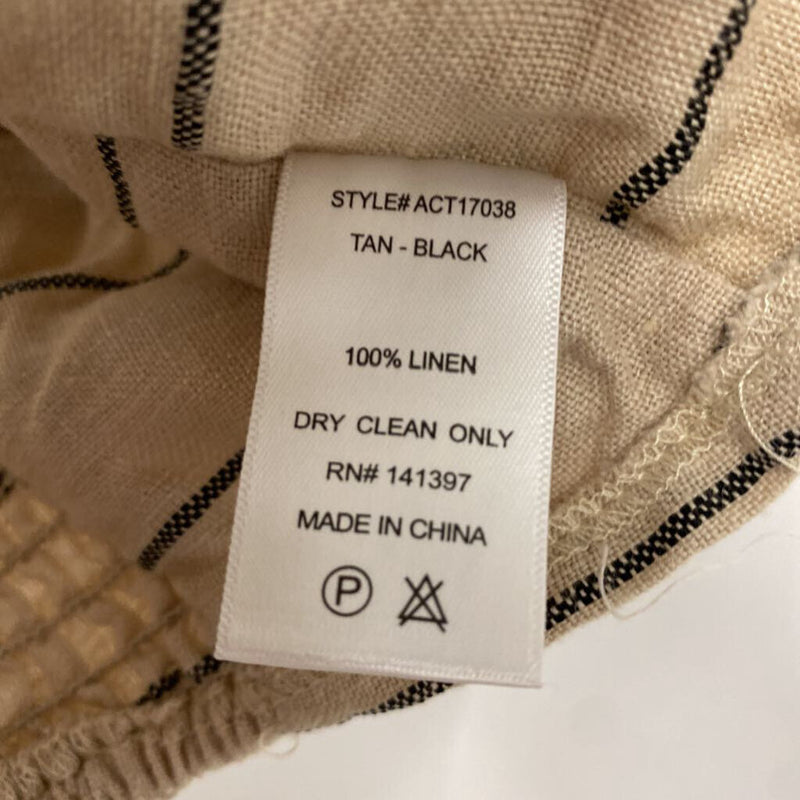 STYLE# ACT17038
TAN - BLACK
100% LINEN
DRY CLEAN ONLY
RN# 141397
MADE IN CHINA
P